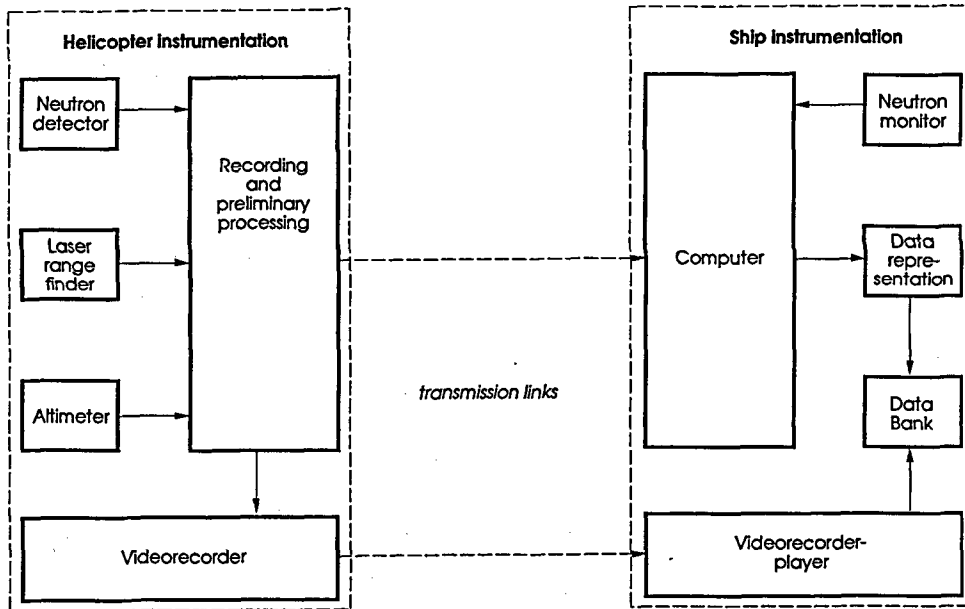 Helicopter instrumentation
Neutron
detector
Laser
range
finder
Altimeter
Recording
and
preliminary
processing
Videorecorder
transmission links
Ship instrumentation
Computer
Neutron
monitor
Data
repre-
sentation
Data
Bank
Videorecorder-
player